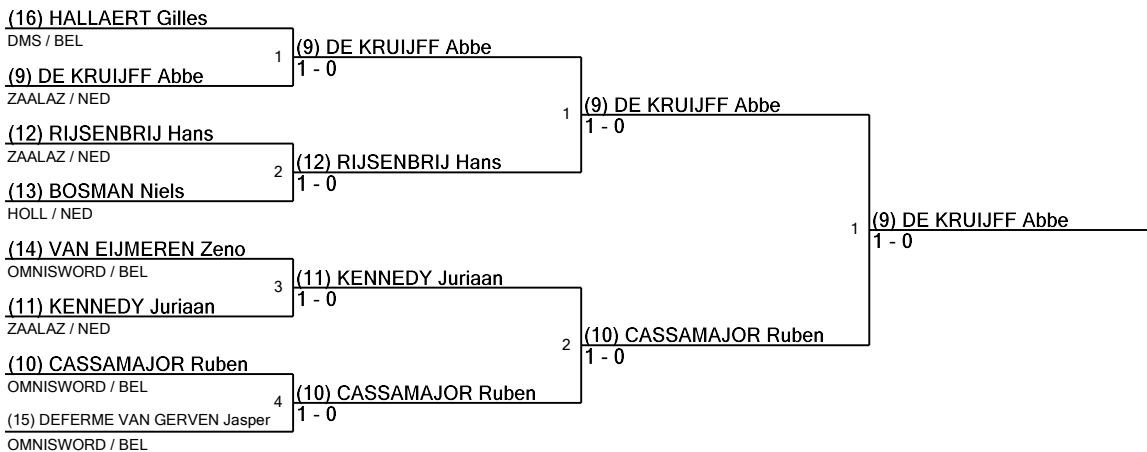 (16) HALLAERT Gilles
DMS / BEL
1
(9) DE KRUIJFF Abbe
1 - 0
(9) DE KRUIJFF Abbe
ZAALAZ / NED
1
(9) DE KRUIJFF Abbe
1 - 0
(12) RIJSENBRIJ Hans
ZAALAZ / NED
2
(12) RIJSENBRIJ Hans
1 - 0
(13) BOSMAN Niels
HOLL / NED
1
(9) DE KRUIJFF Abbe
1 - 0
(14) VAN EIJMEREN Zeno
OMNISWORD / BEL
3
(11) KENNEDY Juriaan
1 - 0
(11) KENNEDY Juriaan
ZAALAZ / NED
2
(10) CASSAMAJOR Ruben
1 - 0
(10) CASSAMAJOR Ruben
OMNISWORD / BEL
4
(10) CASSAMAJOR Ruben
1 - 0
(15) DEFERME VAN GERVEN Jasper
OMNISWORD / BEL